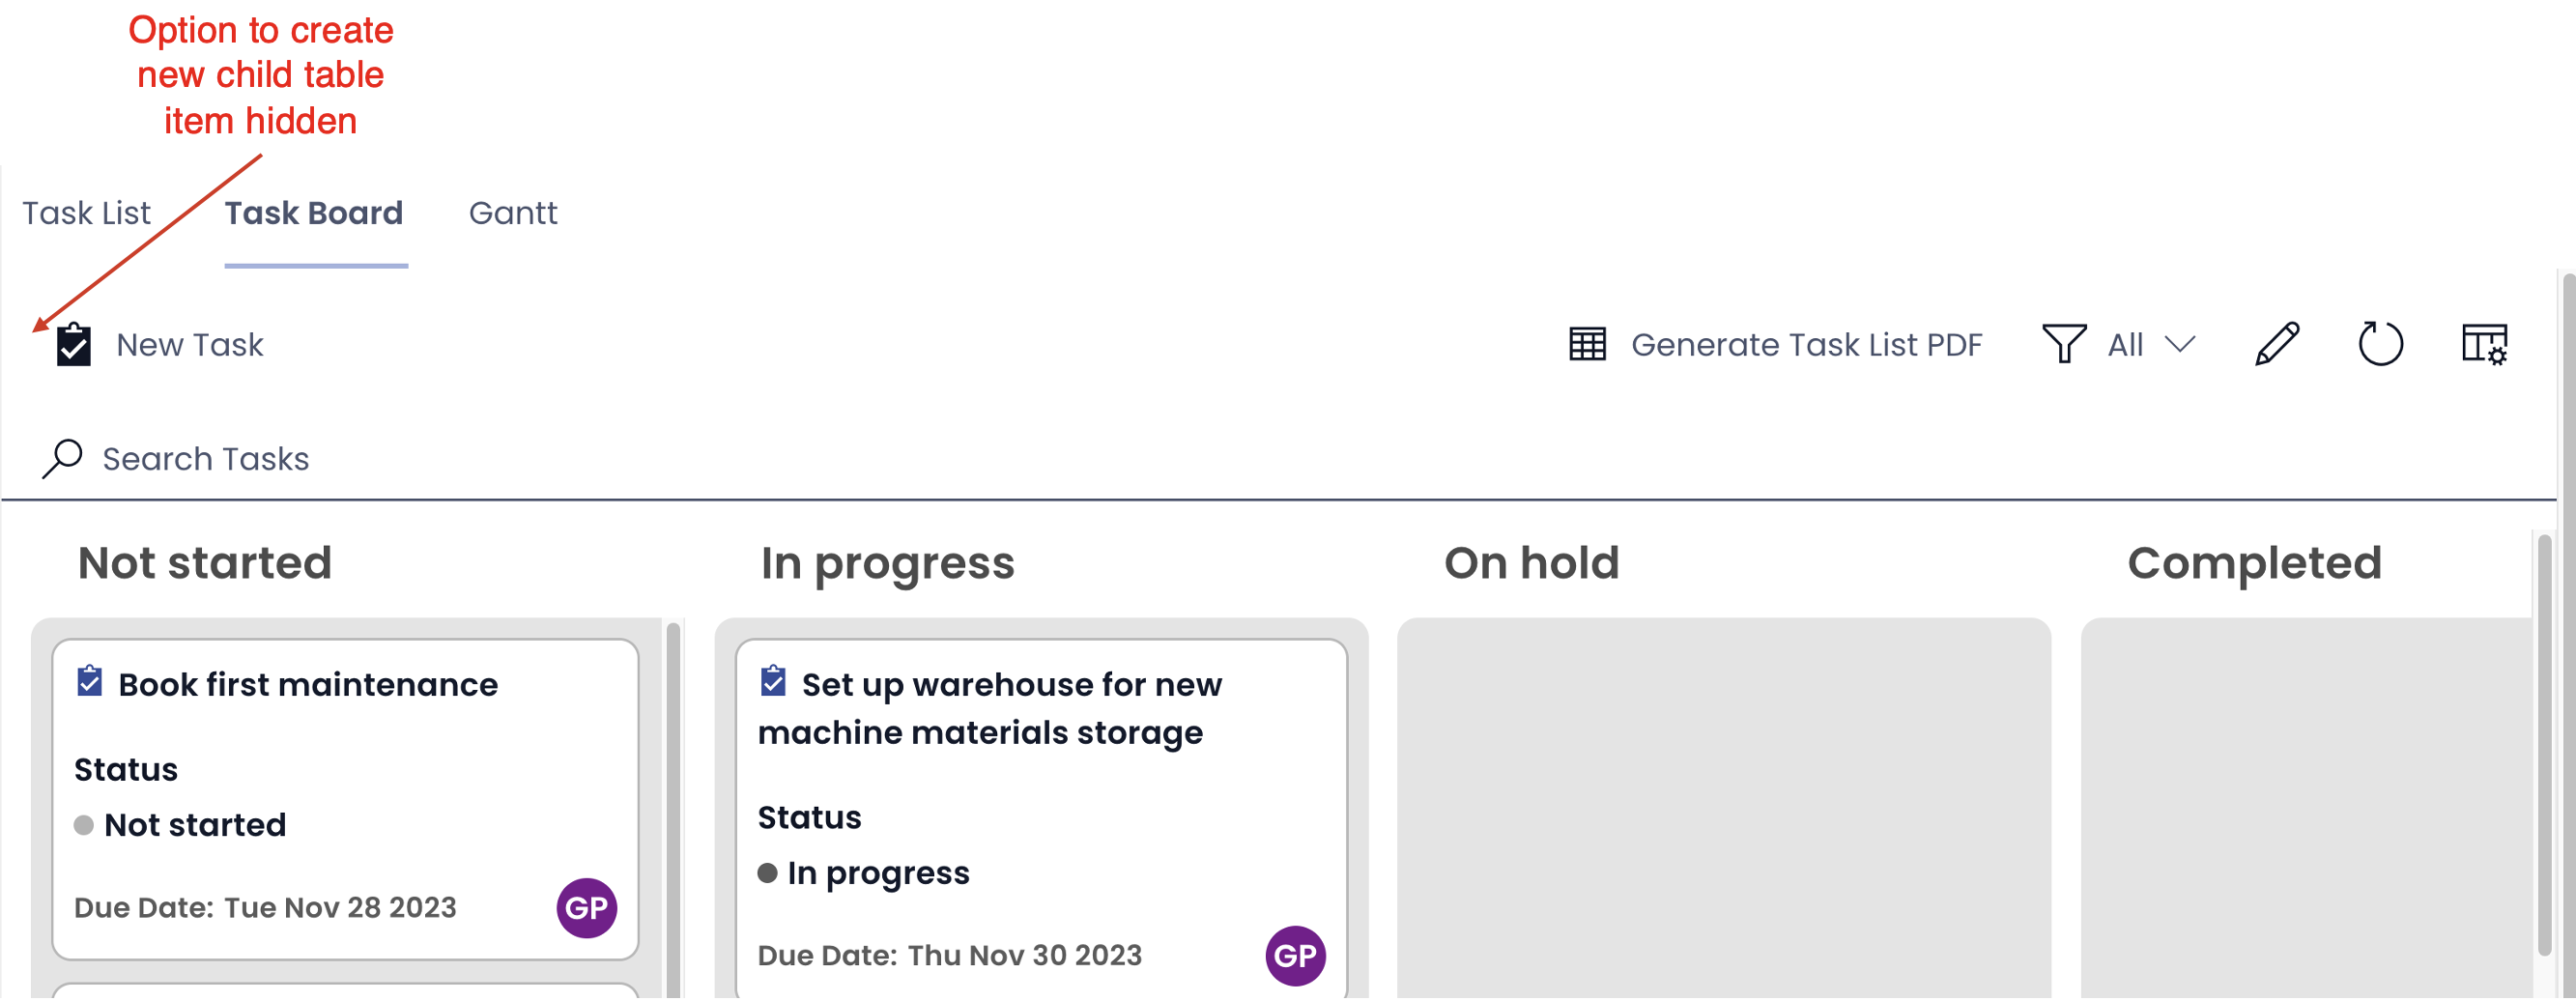 Option to create
new child table
item hidden
Task List Task Board Gantt
New Task Generate Task List PDF All
Search Tasks
Not started In progress On hold Completed
Book first maintenance
Status
Not started
Due Date: Tue Nov 28 2023 GP
Set up warehouse for new
machine materials storage
Status
In progress
Due Date: Thu Nov 30 2023 GP